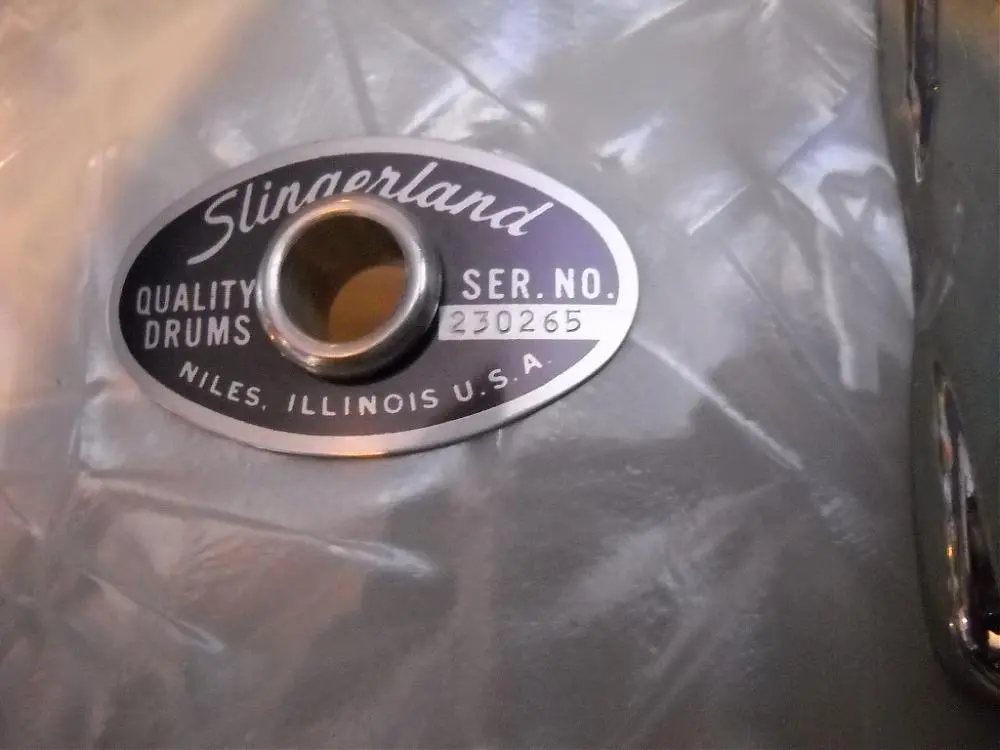 Slingerland
QUALITY
DRUMS
SER. NO.
230265
NILES, ILLINOIS U.S.A.